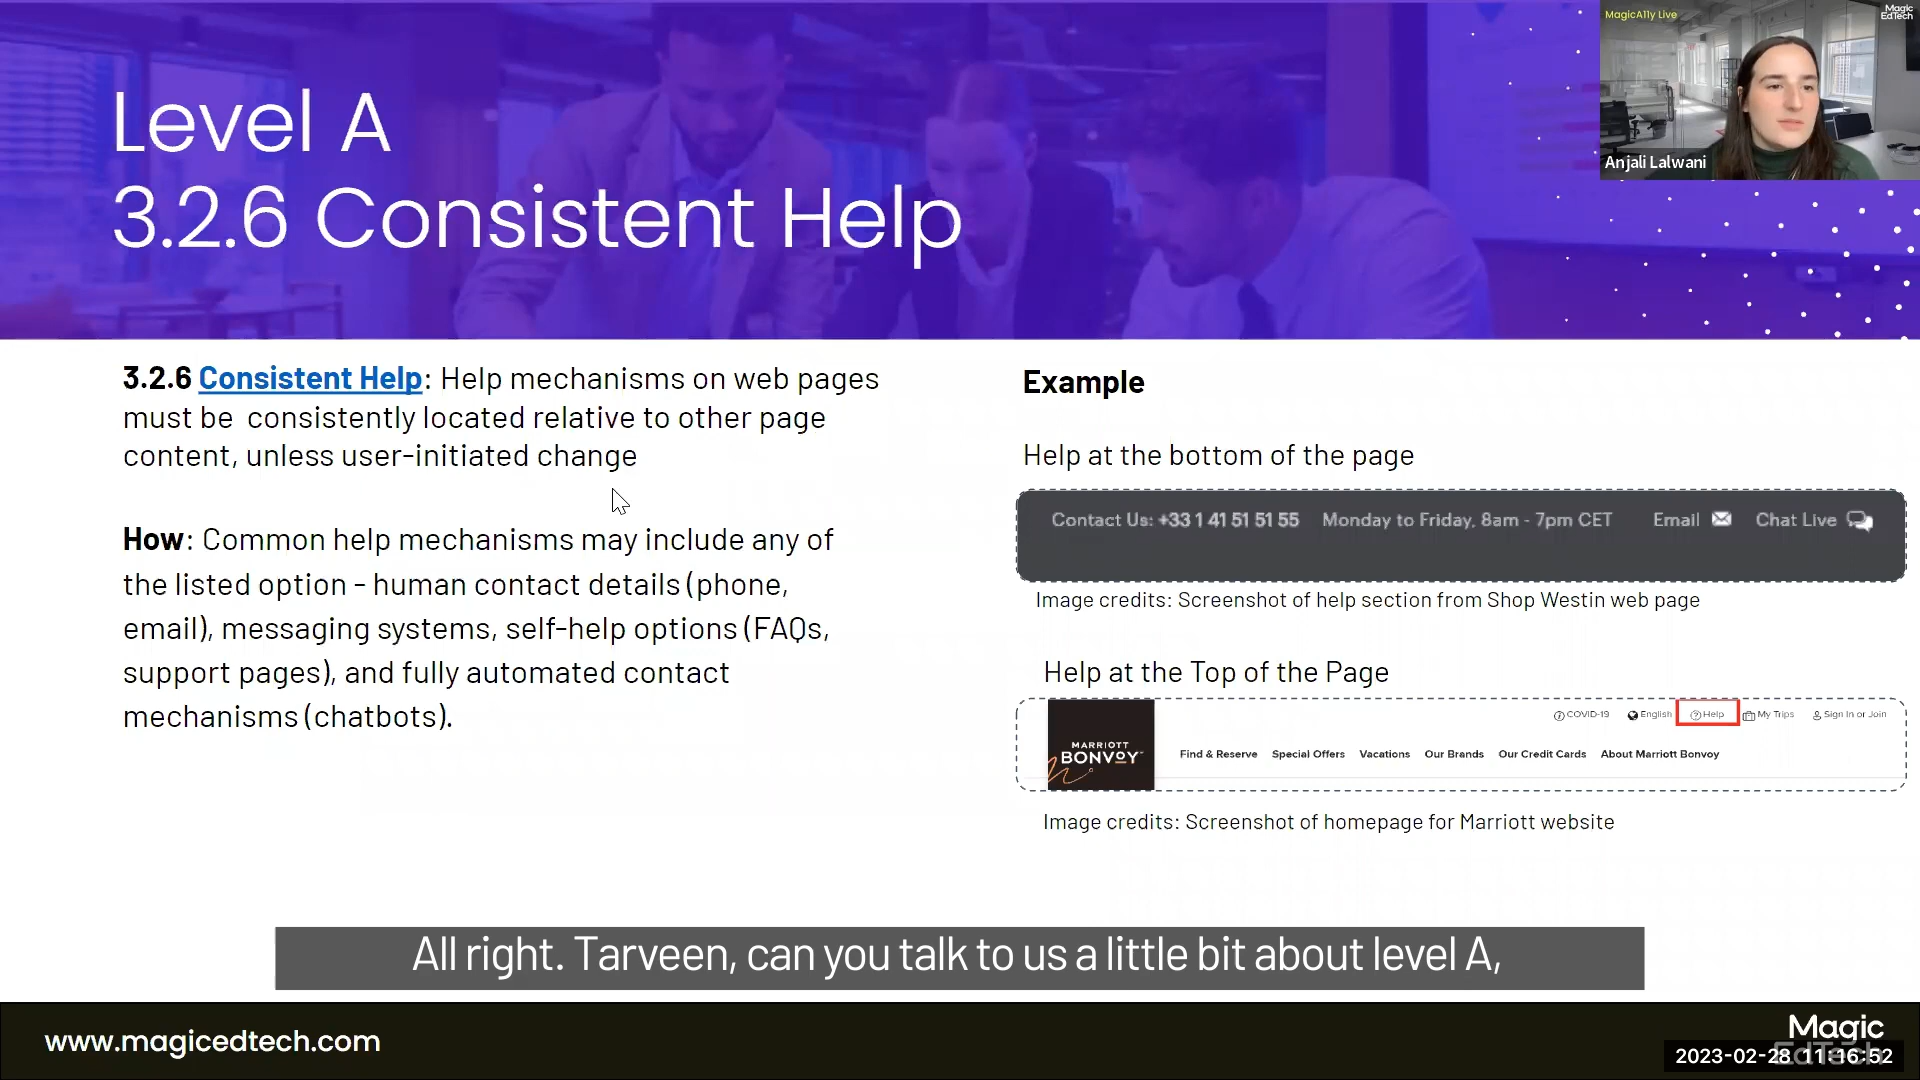 MagicA11y Live
Magic
EdTech
Anjali Lalwani
Level A
3.2.6 Consistent Help
3.2.6 Consistent Help: Help mechanisms on web pages
must be consistently located relative to other page
content, unless user-initiated change
How: Common help mechanisms may include any of
the listed option - human contact details (phone,
email), messaging systems, self-help options (FAQs,
support pages), and fully automated contact
mechanisms (chatbots).
Example
Help at the bottom of the page
Contact Us: +33 1 41 51 51 55 Monday to Friday, 8am - 7pm CET Email Chat Live
Image credits: Screenshot of help section from Shop Westin web page
Help at the Top of the Page
COVID-19 English Help My Trips Sign In or Join
MARRIOTT
BONVOY
Find & Reserve Special Offers Vacations Our Brands Our Credit Cards About Marriott Bonvoy
Image credits: Screenshot of homepage for Marriott website
All right. Tarveen, can you talk to us a little bit about level A,
www.magicedtech.com
Magic
EdTech
2023-02-28 11:16:52